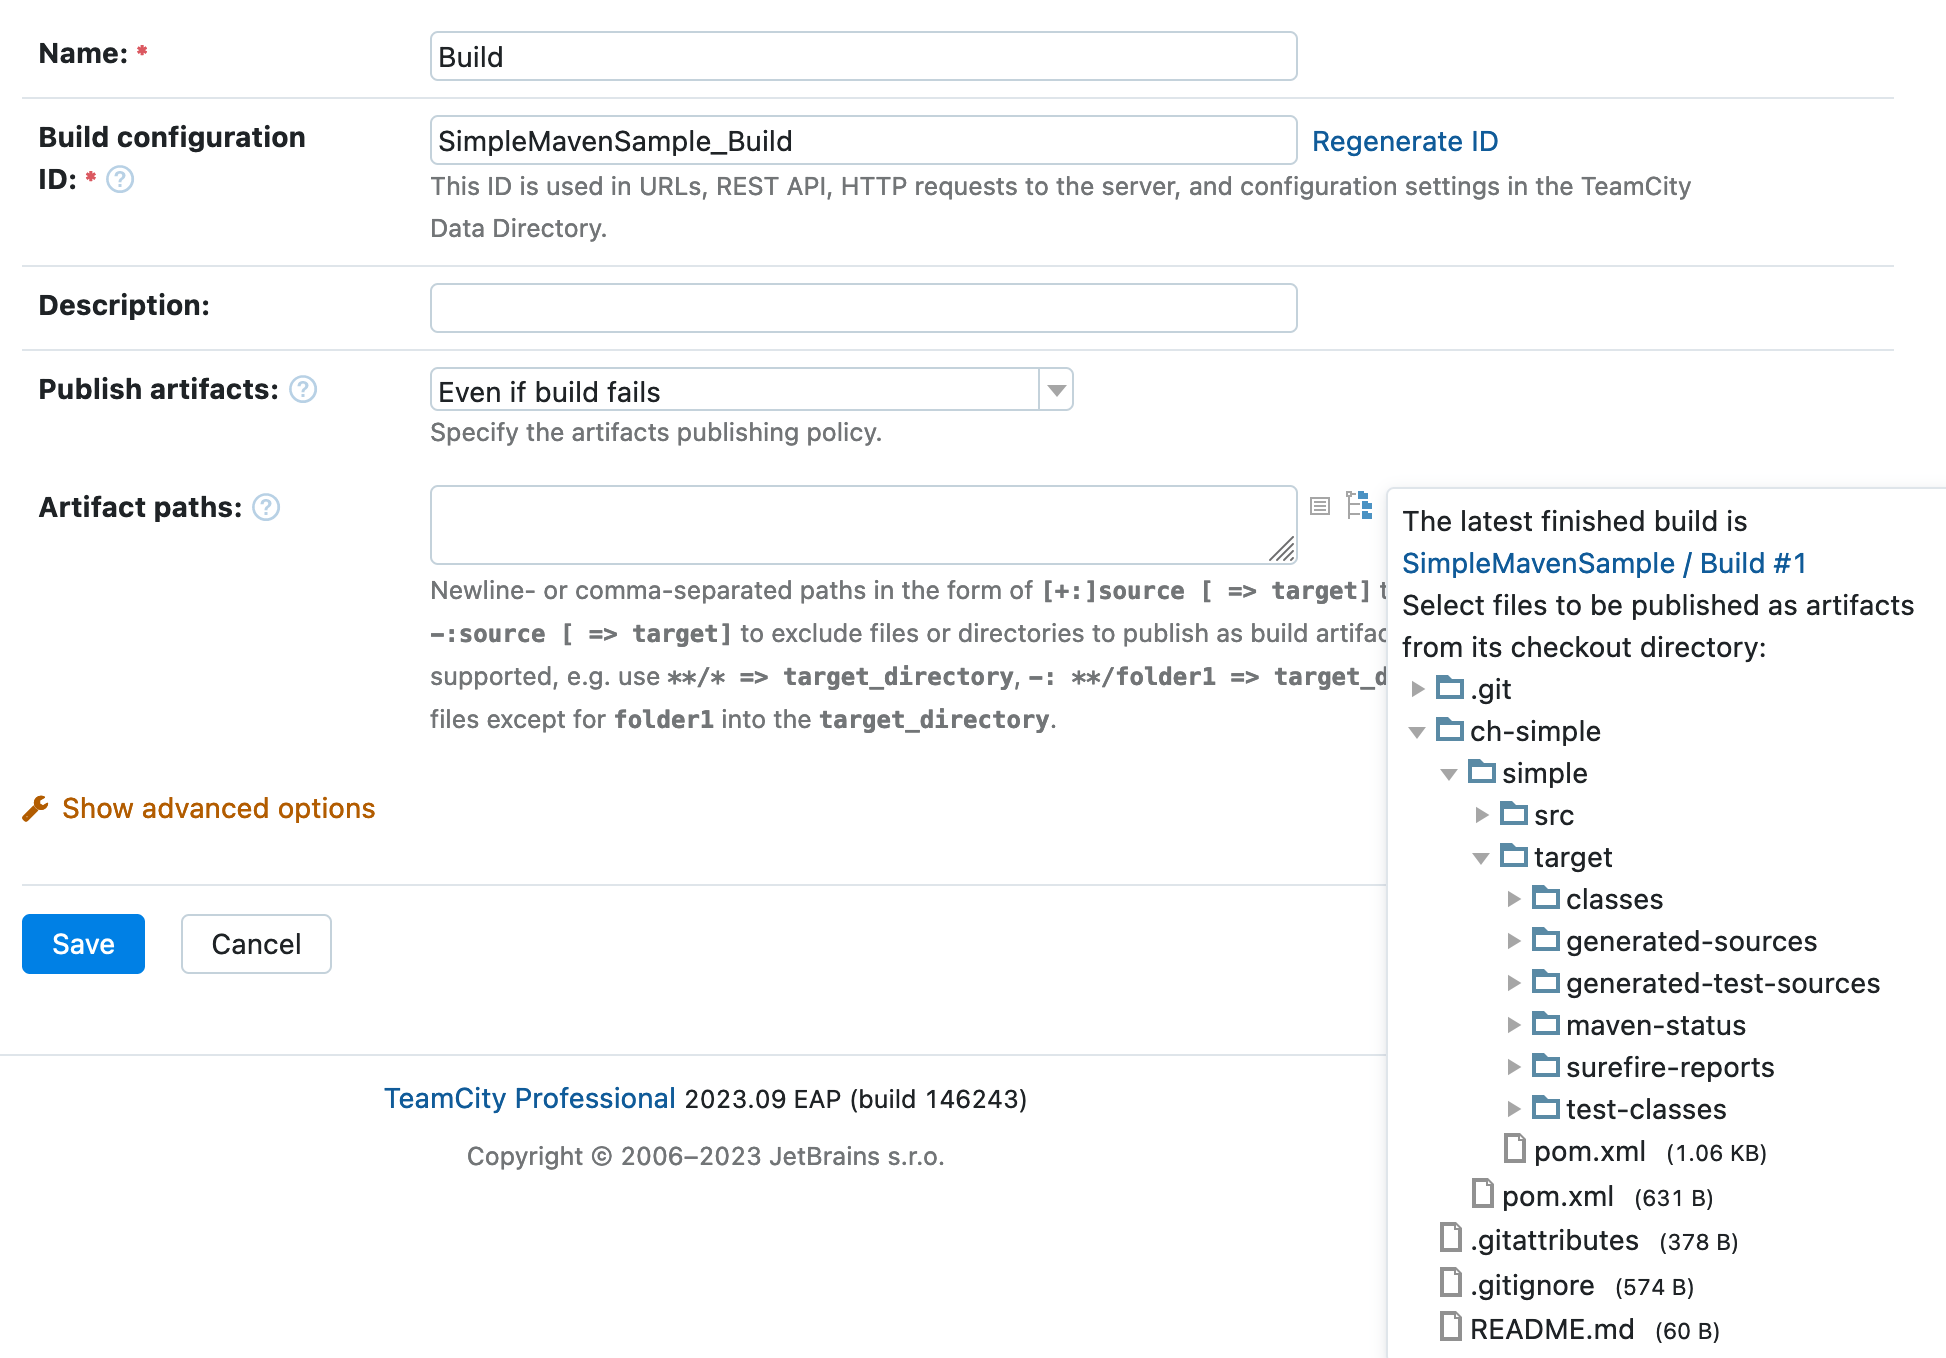 Name: *
Build
Build configuration
ID: * ?
SimpleMavenSample_Build
Regenerate ID
This ID is used in URLs, REST API, HTTP requests to the server, and configuration settings in the TeamCity
Data Directory.
Description:
Publish artifacts: ?
Even if build fails
Specify the artifacts publishing policy.
Artifact paths: ?
Newline- or comma-separated paths in the form of [+:]source [ => target] t
-:source [ => target] to exclude files or directories to publish as build artifac
supported, e.g. use **/* => target_directory, -: **/folder1 => target_d
files except for folder1 into the target_directory.
Show advanced options
Save
Cancel
TeamCity Professional 2023.09 EAP (build 146243)
Copyright © 2006–2023 JetBrains s.r.o.
The latest finished build is
SimpleMavenSample / Build #1
Select files to be published as artifacts
from its checkout directory:
.git
ch-simple
simple
src
target
classes
generated-sources
generated-test-sources
maven-status
surefire-reports
test-classes
pom.xml (1.06 KB)
pom.xml (631 B)
.gitattributes (378 B)
.gitignore (574 B)
README.md (60 B)